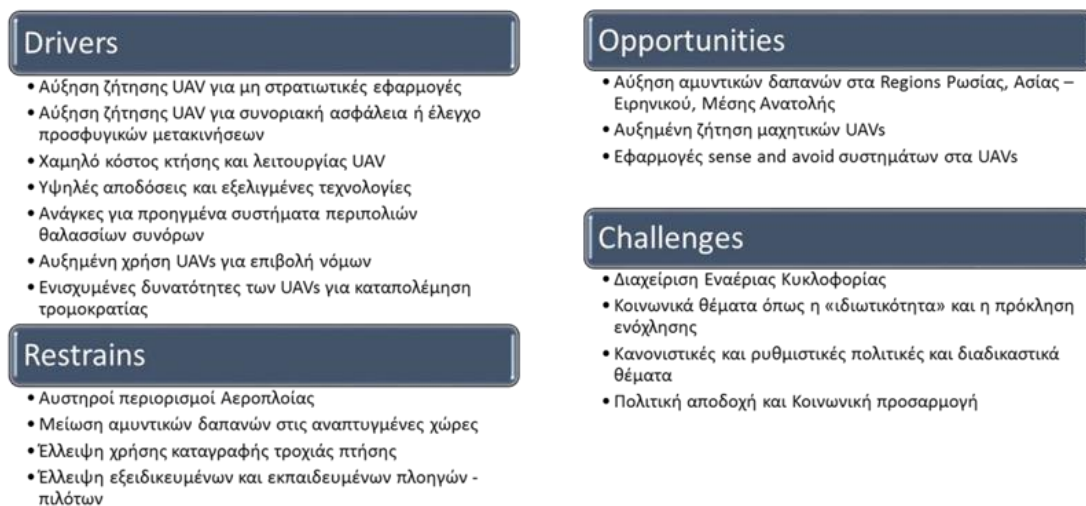 Drivers
• Αύξηση ζήτησης UAV για μη στρατιωτικές εφαρμογές
• Αύξηση ζήτησης UAV για συνοριακή ασφάλεια ή έλεγχο
προσφυγικών μετακινήσεων
• Χαμηλό κόστος κτήσης και λειτουργίας UAV
• Υψηλές αποδόσεις και εξελιγμένες τεχνολογίες
• Ανάγκες για προηγμένα συστήματα περιπολιών
θαλασσίων συνόρων
• Αυξημένη χρήση UAVs για επιβολή νόμων
• Ενισχυμένες δυνατότητες των UAVs για καταπολέμηση
τρομοκρατίας
Restrains
• Αυστηροί περιορισμοί Αεροπλοίας
• Μείωση αμυντικών δαπανών στις αναπτυγμένες χώρες
• Έλλειψη χρήσης καταγραφής τροχιάς πτήσης
• Έλλειψη εξειδικευμένων και εκπαιδευμένων πλοηγών -
πιλότων
Opportunities
• Αύξηση αμυντικών δαπανών στα Regions Ρωσίας, Ασίας –
Ειρηνικού, Μέσης Ανατολής
• Αυξημένη ζήτηση μαχητικών UAVs
• Εφαρμογές sense and avoid συστημάτων στα UAVs
Challenges
• Διαχείριση Εναέριας Κυκλοφορίας
• Κοινωνικά θέματα όπως η «ιδιωτικότητα» και η πρόκληση
ενόχλησης
• Κανονιστικές και ρυθμιστικές πολιτικές και διαδικαστικά
θέματα
• Πολιτική αποδοχή και Κοινωνική προσαρμογή